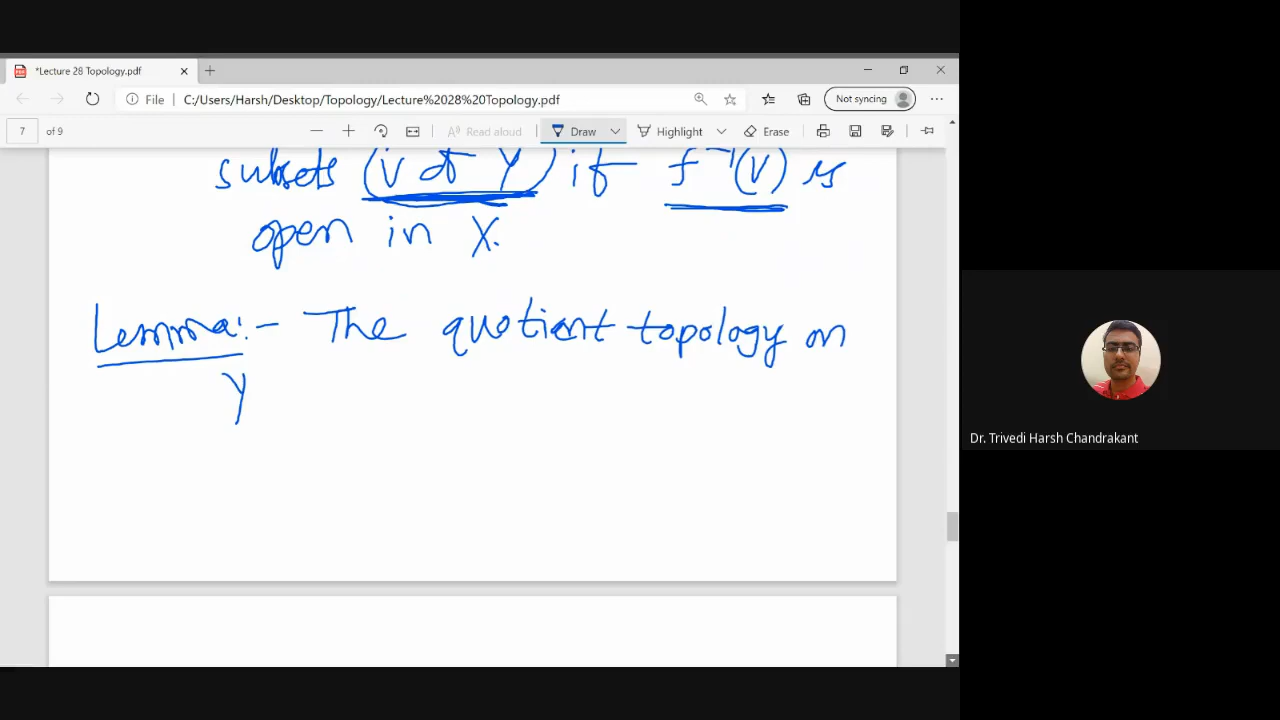 *Lecture 28 Topology.pdf
File
C:/Users/Harsh/Desktop/Topology/Lecture%2028%20Topology.pdf
Not syncing
7 of 9
Read aloud
Draw
Highlight
Erase
subsets (V of Y) if f⁻¹(V) is
open in X.
Lemma:- The quotient topology on
Y
Dr. Trivedi Harsh Chandrakant